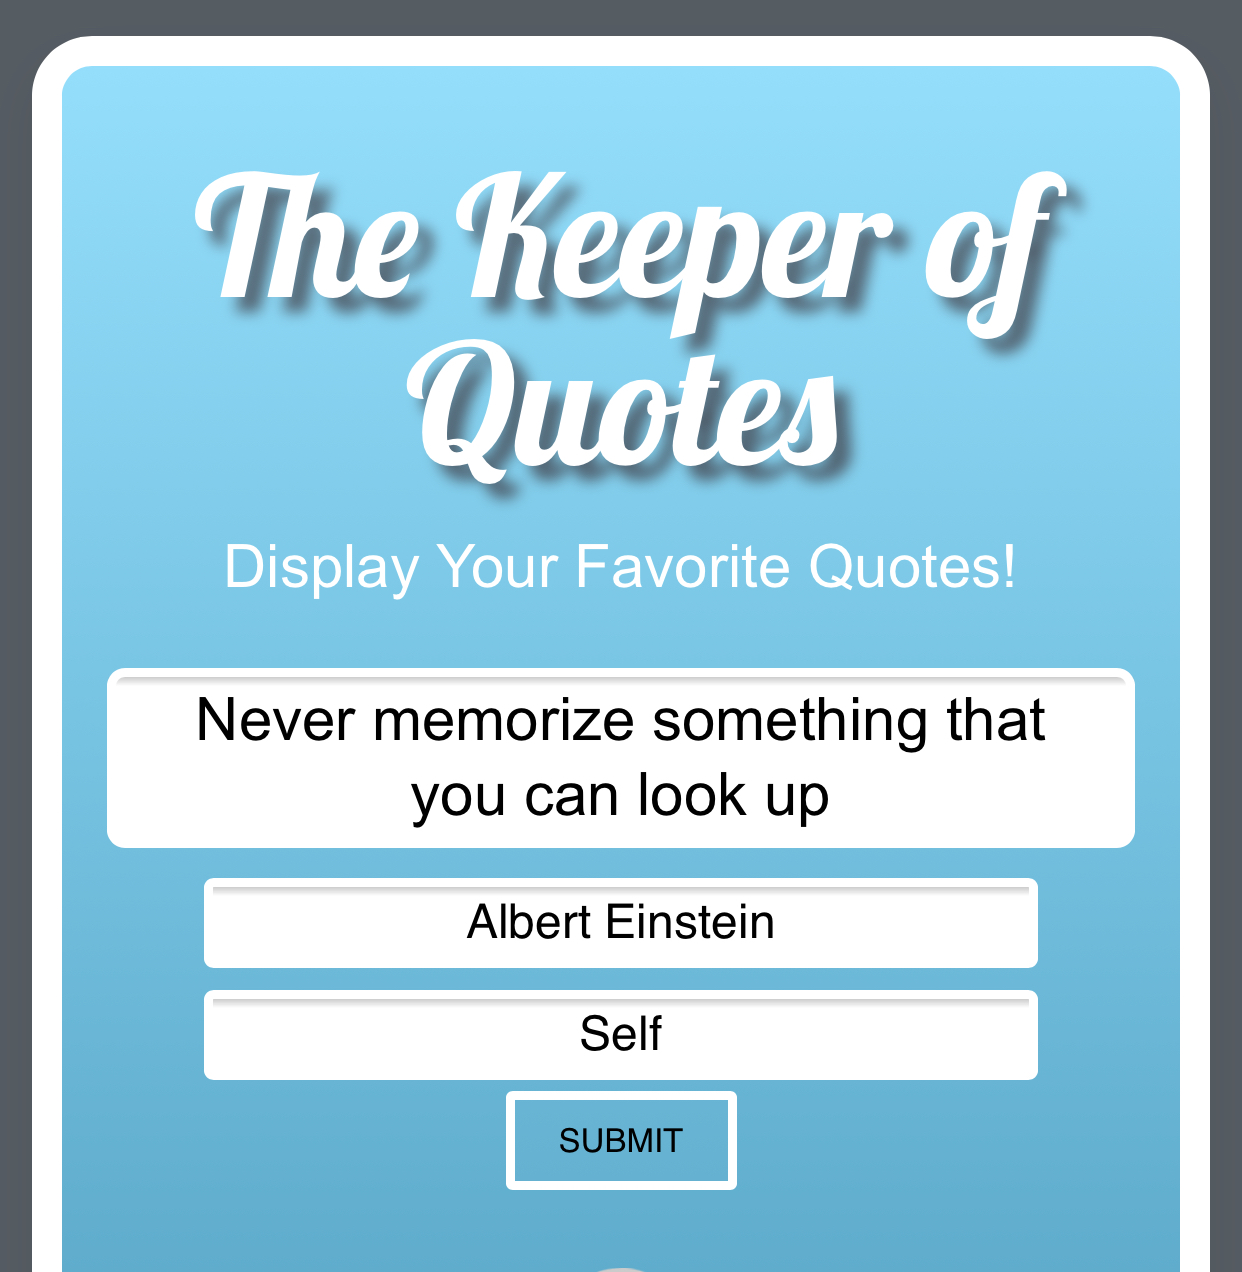 The Keeper of
Quotes
Display Your Favorite Quotes!
Never memorize something that
you can look up
Albert Einstein
Self
SUBMIT